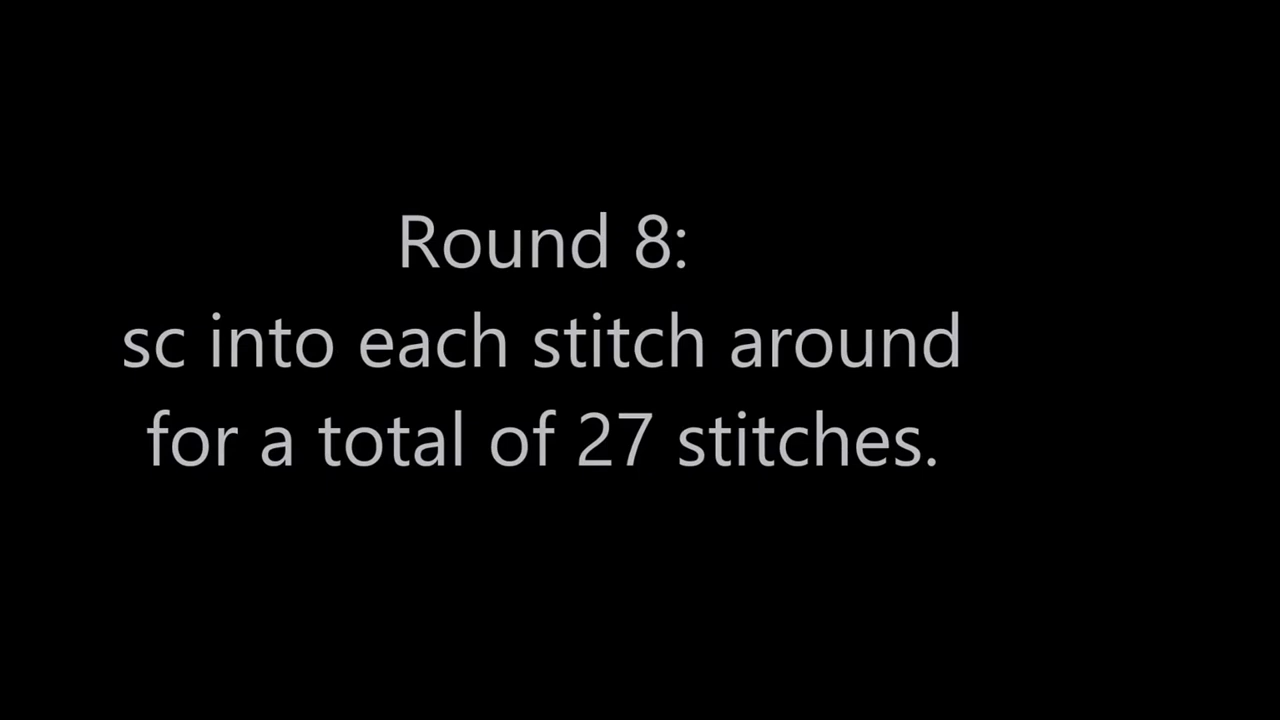 Round 8:
sc into each stitch around
for a total of 27 stitches.